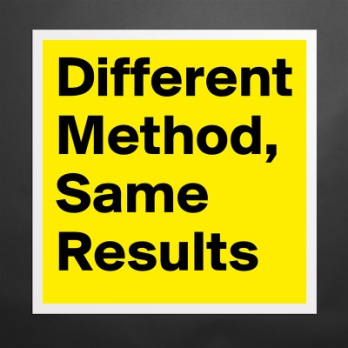 Different
Method,
Same
Results